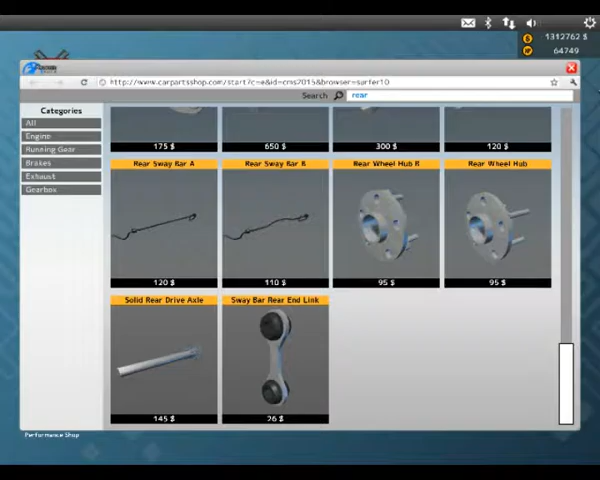 1312762 $
64749
http://www.carpartsshop.com/start?c=e&id=cms2015&browser=surfer10
Search
rear
Categories
All
Engine
Running Gear
Brakes
Exhaust
Gearbox
175 $ 650 $ 300 $ 120 $
Rear Sway Bar A Rear Sway Bar B Rear Wheel Hub B Rear Wheel Hub
120 $ 110 $ 95 $ 95 $
Solid Rear Drive Axle Sway Bar Rear End Link
145 $ 26 $
Performance Shop